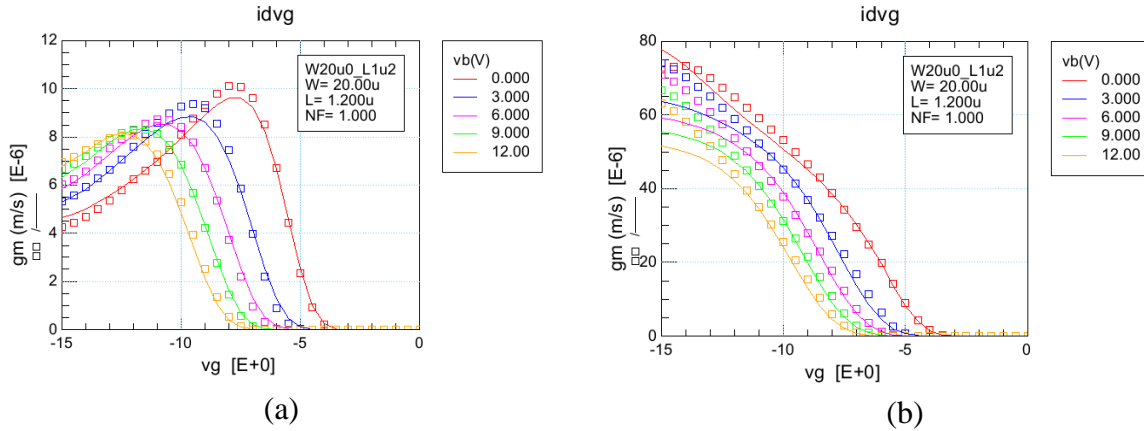 idvg
12
10
8
6
4
2
0
gm (m/s) [E-6]
□□ /
-15
-10
-5
0
vg [E+0]
W20u0_L1u2
W= 20.00u
L= 1.200u
NF= 1.000
vb(V)
0.000
3.000
6.000
9.000
12.00
(a)
idvg
80
60
40
20
0
gm (m/s) [E-6]
□□ /
-15
-10
-5
0
vg [E+0]
W20u0_L1u2
W= 20.00u
L= 1.200u
NF= 1.000
vb(V)
0.000
3.000
6.000
9.000
12.00
(b)